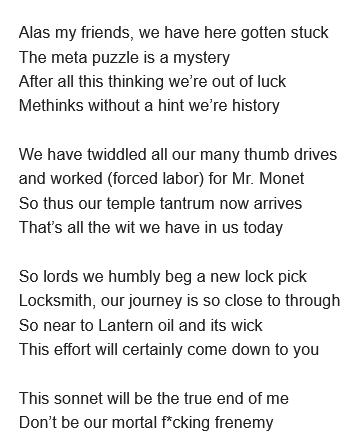 Alas my friends, we have here gotten stuck
The meta puzzle is a mystery
After all this thinking we’re out of luck
Methinks without a hint we’re history
We have twiddled all our many thumb drives
and worked (forced labor) for Mr. Monet
So thus our temple tantrum now arrives
That’s all the wit we have in us today
So lords we humbly beg a new lock pick
Locksmith, our journey is so close to through
So near to Lantern oil and its wick
This effort will certainly come down to you
This sonnet will be the true end of me
Don’t be our mortal f*cking frenemy